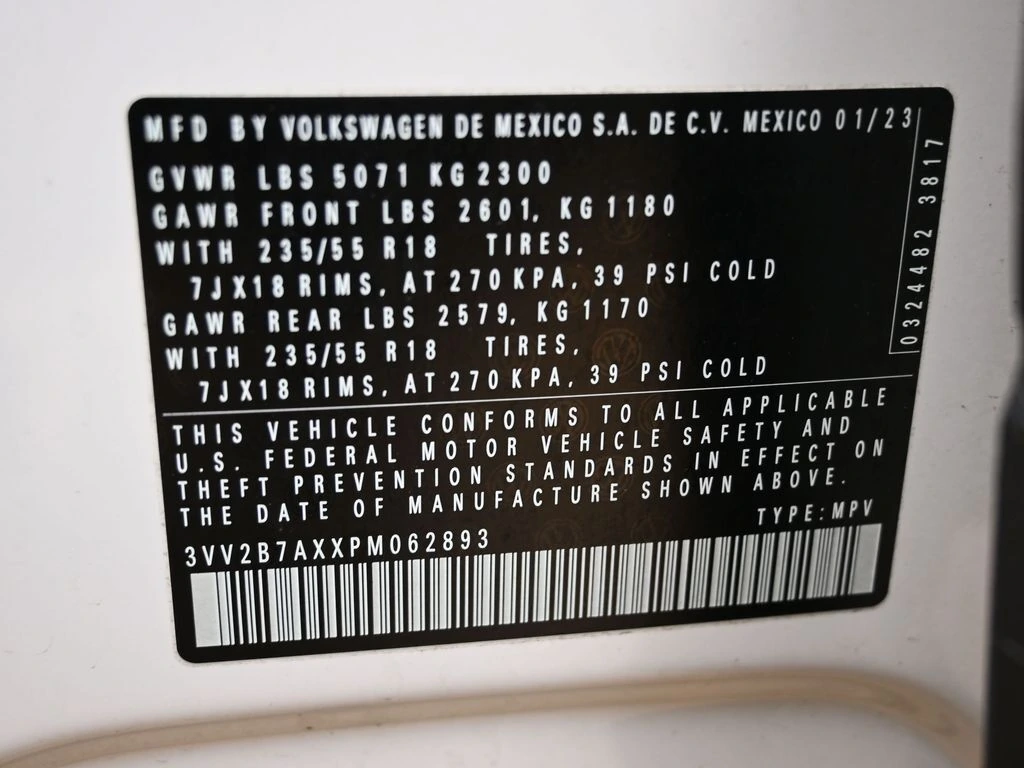 MFD BY VOLKSWAGEN DE MEXICO S.A. DE C.V. MEXICO 01/23
GVWR LBS 5071 KG 2300
GAWR FRONT LBS 2601, KG 1180
WITH 235/55 R18 TIRES,
7JX18 RIMS, AT 270 KPA, 39 PSI COLD
GAWR REAR LBS 2579, KG 1170
WITH 235/55 R18 TIRES,
7JX18 RIMS, AT 270 KPA, 39 PSI COLD
0324482 3817
THIS VEHICLE CONFORMS TO ALL APPLICABLE
U.S. FEDERAL MOTOR VEHICLE SAFETY AND
THEFT PREVENTION STANDARDS IN EFFECT ON
THE DATE OF MANUFACTURE SHOWN ABOVE.
TYPE:MPV
3VV2B7AXXPM062893